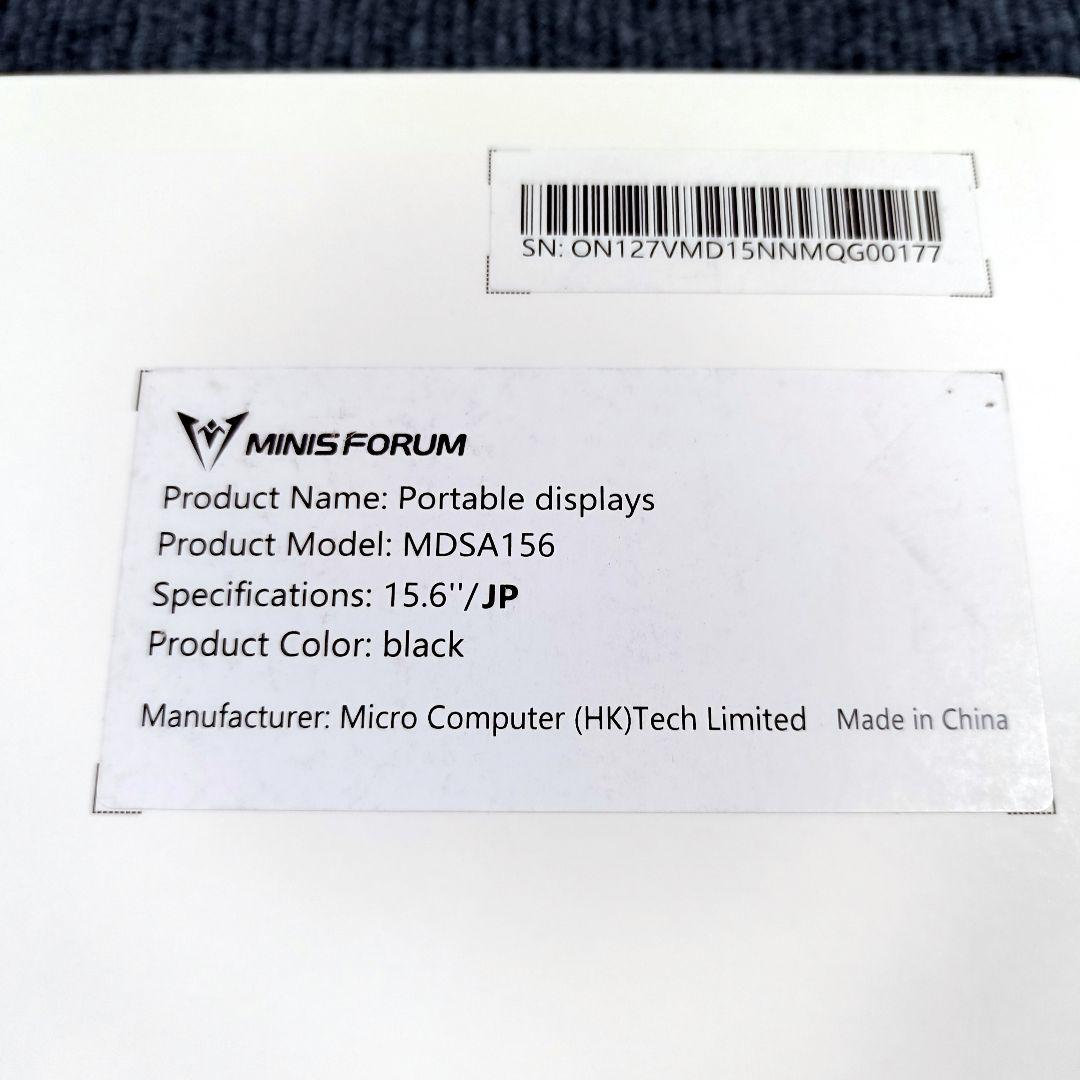 SN: ON127VMD15NNMQG00177
MINISFORUM
Product Name: Portable displays
Product Model: MDSA156
Specifications: 15.6''/JP
Product Color: black
Manufacturer: Micro Computer (HK)Tech Limited Made in China